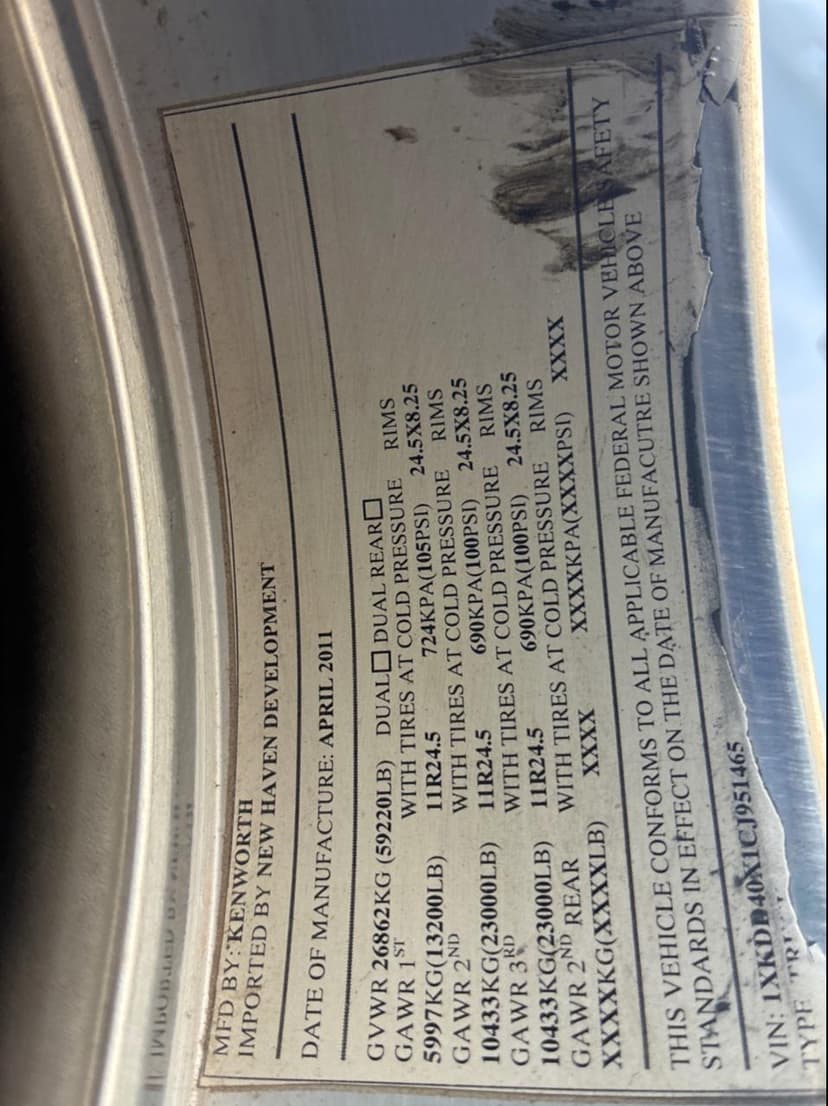 MFD BY: KENWORTH
IMPORTED BY NEW HAVEN DEVELOPMENT
DATE OF MANUFACTURE: APRIL 2011
GVWR 26862KG (59220LB) DUAL□ DUAL REAR□
GAWR 1ST WITH TIRES AT COLD PRESSURE RIMS
5997KG(13200LB) 11R24.5 724KPA(105PSI) 24.5X8.25
GAWR 2ND WITH TIRES AT COLD PRESSURE RIMS
10433KG(23000LB) 11R24.5 690KPA(100PSI) 24.5X8.25
GAWR 3RD WITH TIRES AT COLD PRESSURE RIMS
10433KG(23000LB) 11R24.5 690KPA(100PSI) 24.5X8.25
GAWR 2ND REAR WITH TIRES AT COLD PRESSURE RIMS
XXXXKG(XXXXLB) XXXX XXXXKPA(XXXXPSI) XXXX
THIS VEHICLE CONFORMS TO ALL APPLICABLE FEDERAL MOTOR VEHICLE SAFETY
STANDARDS IN EFFECT ON THE DATE OF MANUFACUTRE SHOWN ABOVE
VIN: 1XKDD40X1CJ951465
TYPE